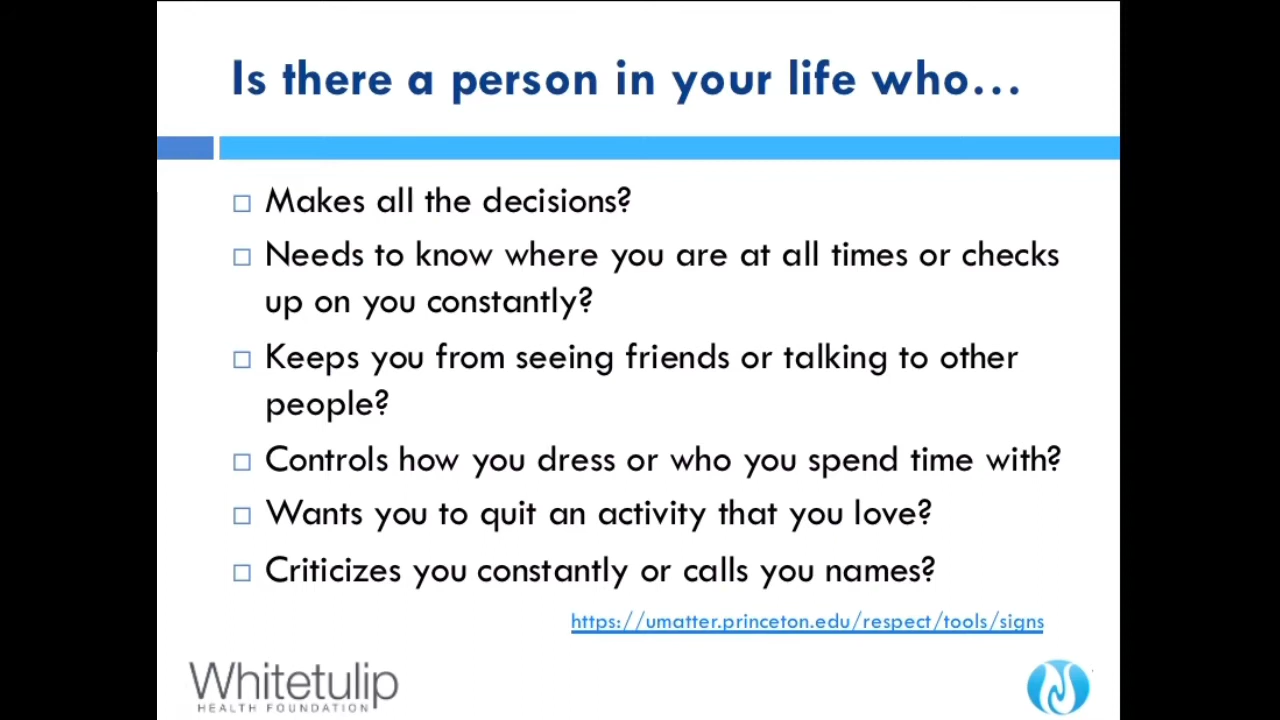 Is there a person in your life who...
Makes all the decisions?
Needs to know where you are at all times or checks
up on you constantly?
Keeps you from seeing friends or talking to other
people?
Controls how you dress or who you spend time with?
Wants you to quit an activity that you love?
Criticizes you constantly or calls you names?
https://umatter.princeton.edu/respect/tools/signs
Whitetulip
HEALTH FOUNDATION